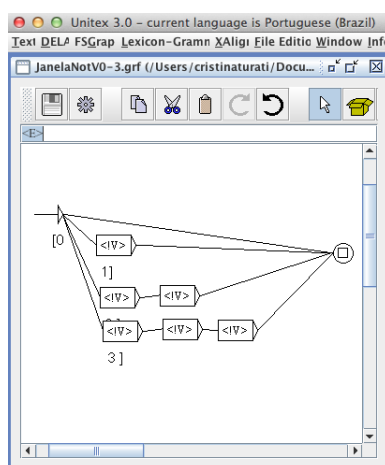 Unitex 3.0 - current language is Portuguese (Brazil)
Text DELA FSGrap Lexicon-Gramn XAlign File Editio Window Inf
JanelaNotV0-3.grf (/Users/cristinaturati/Docu...
<E>
[0
<!V>
1]
<!V> <!V>
<!V> <!V> <!V>
3]